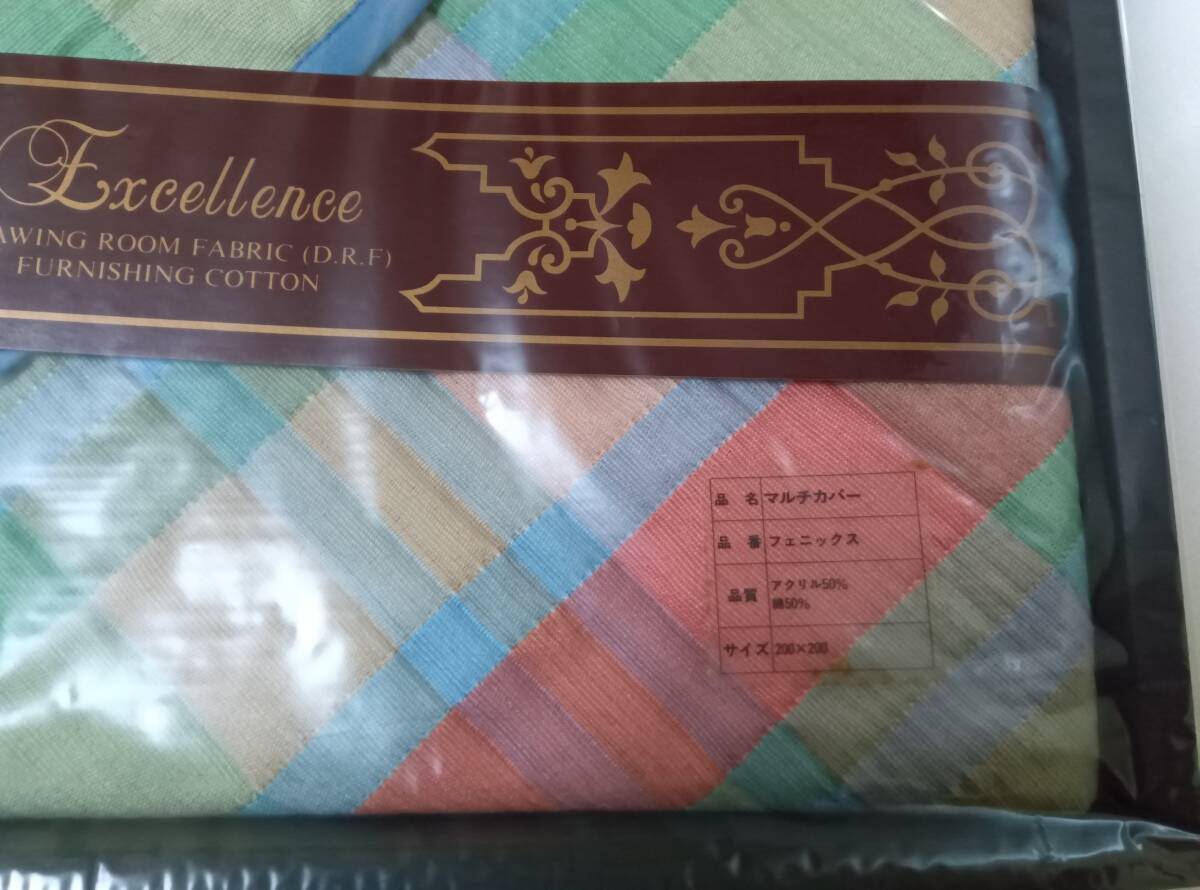 Excellence
AWING ROOM FABRIC (D.R.F)
FURNISHING COTTON
品 名 マルチカバー
品 番 フェニックス
品質 アクリル50%
綿50%
サイズ 200×200